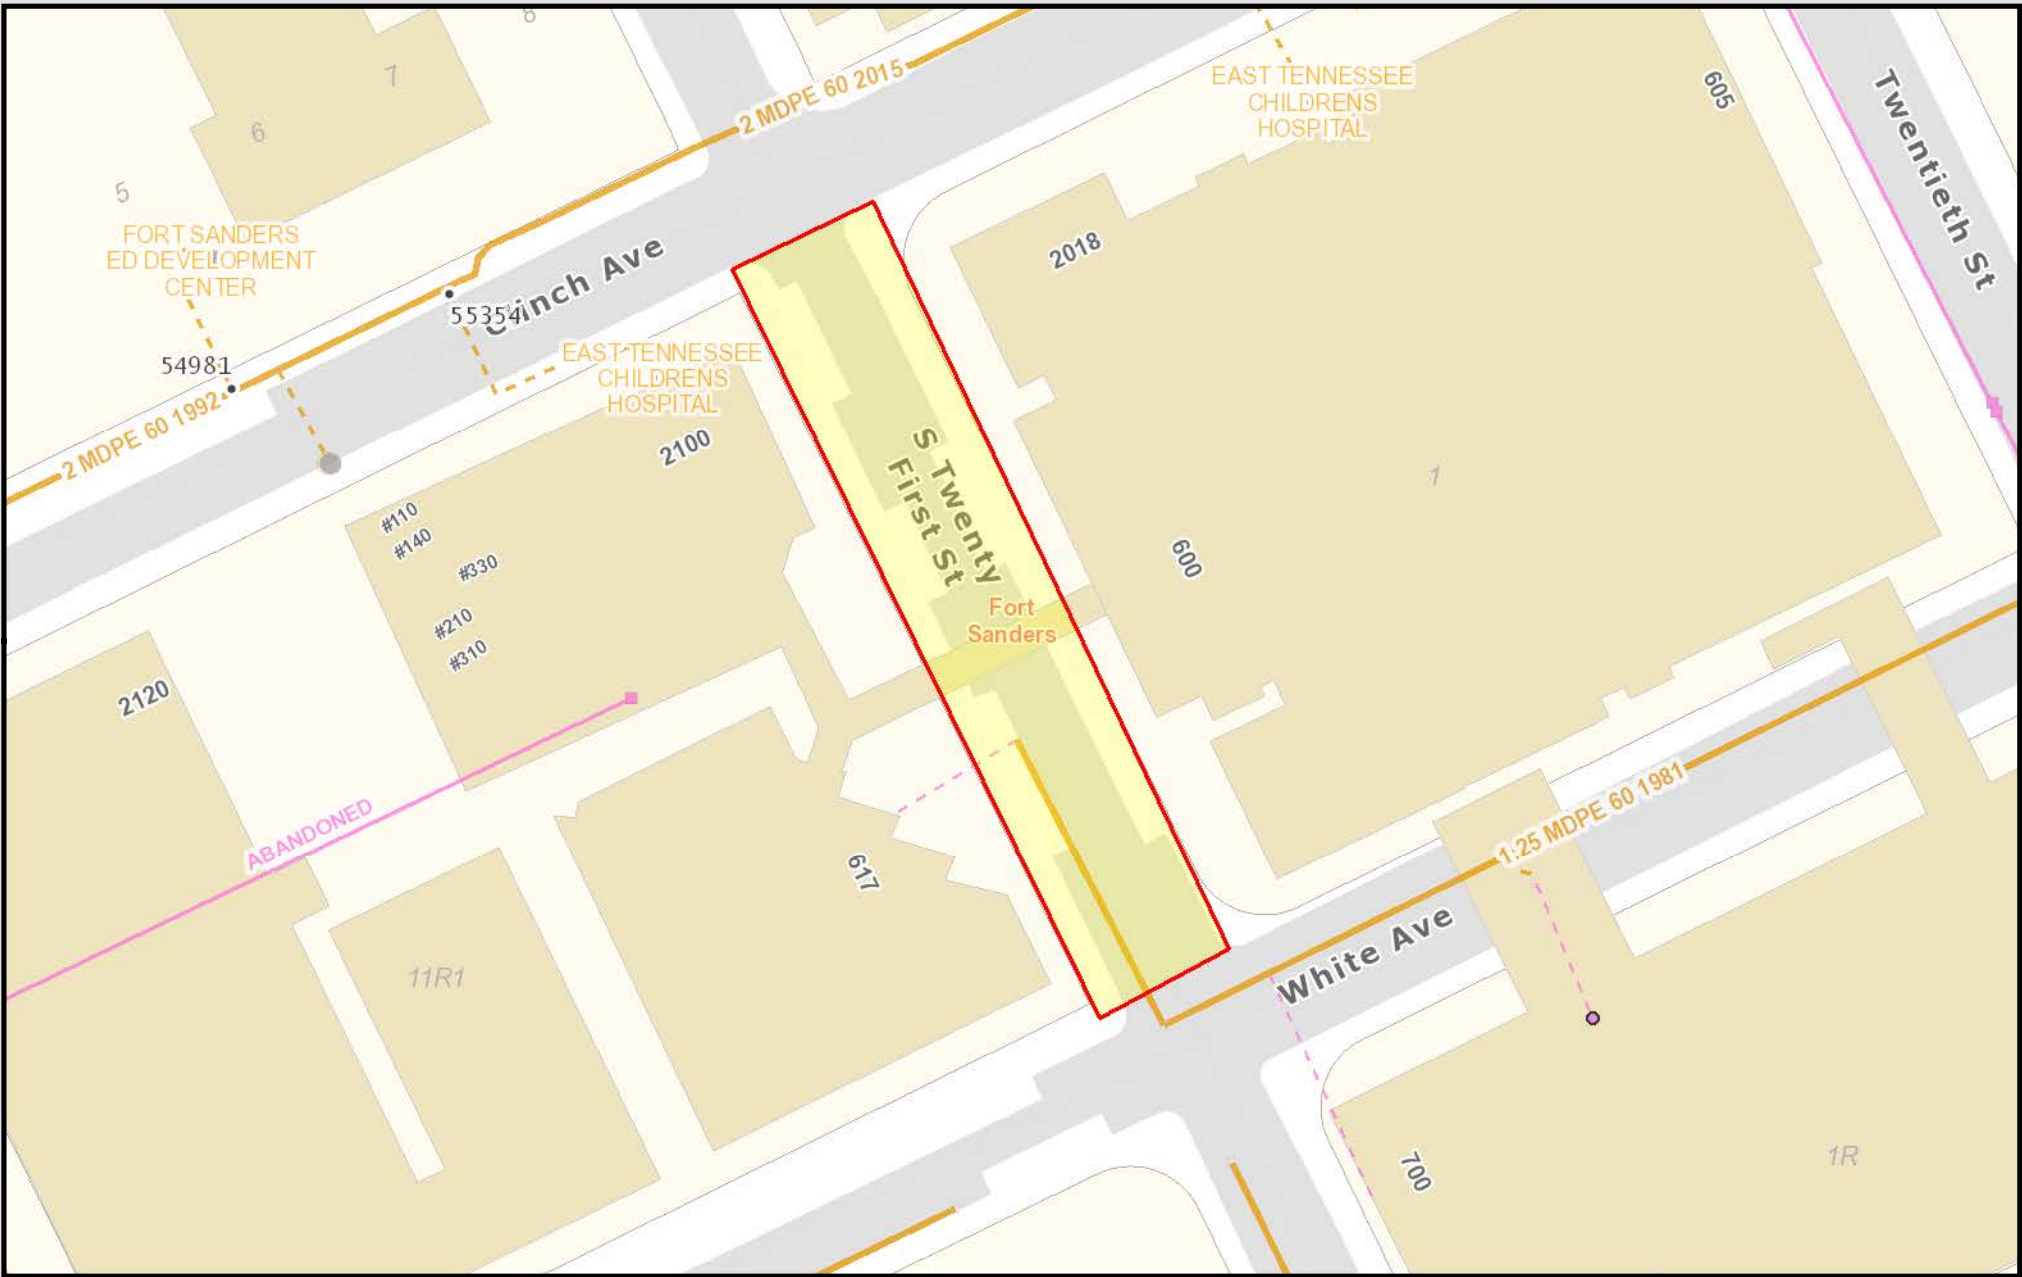 8
7
6
5
2 MDPE 60 2015
EAST TENNESSEE
CHILDRENS
HOSPITAL
605
Twentieth St
FORT SANDERS
ED DEVELOPMENT
CENTER
2018
Clinch Ave
55354
54981
2 MDPE 60 1992
EAST TENNESSEE
CHILDRENS
HOSPITAL
2100
S Twenty
First St
1
#110
#140
#330
#210
#310
600
Fort
Sanders
2120
ABANDONED
617
1:25 MDPE 60 1981
White Ave
11R1
700
1R